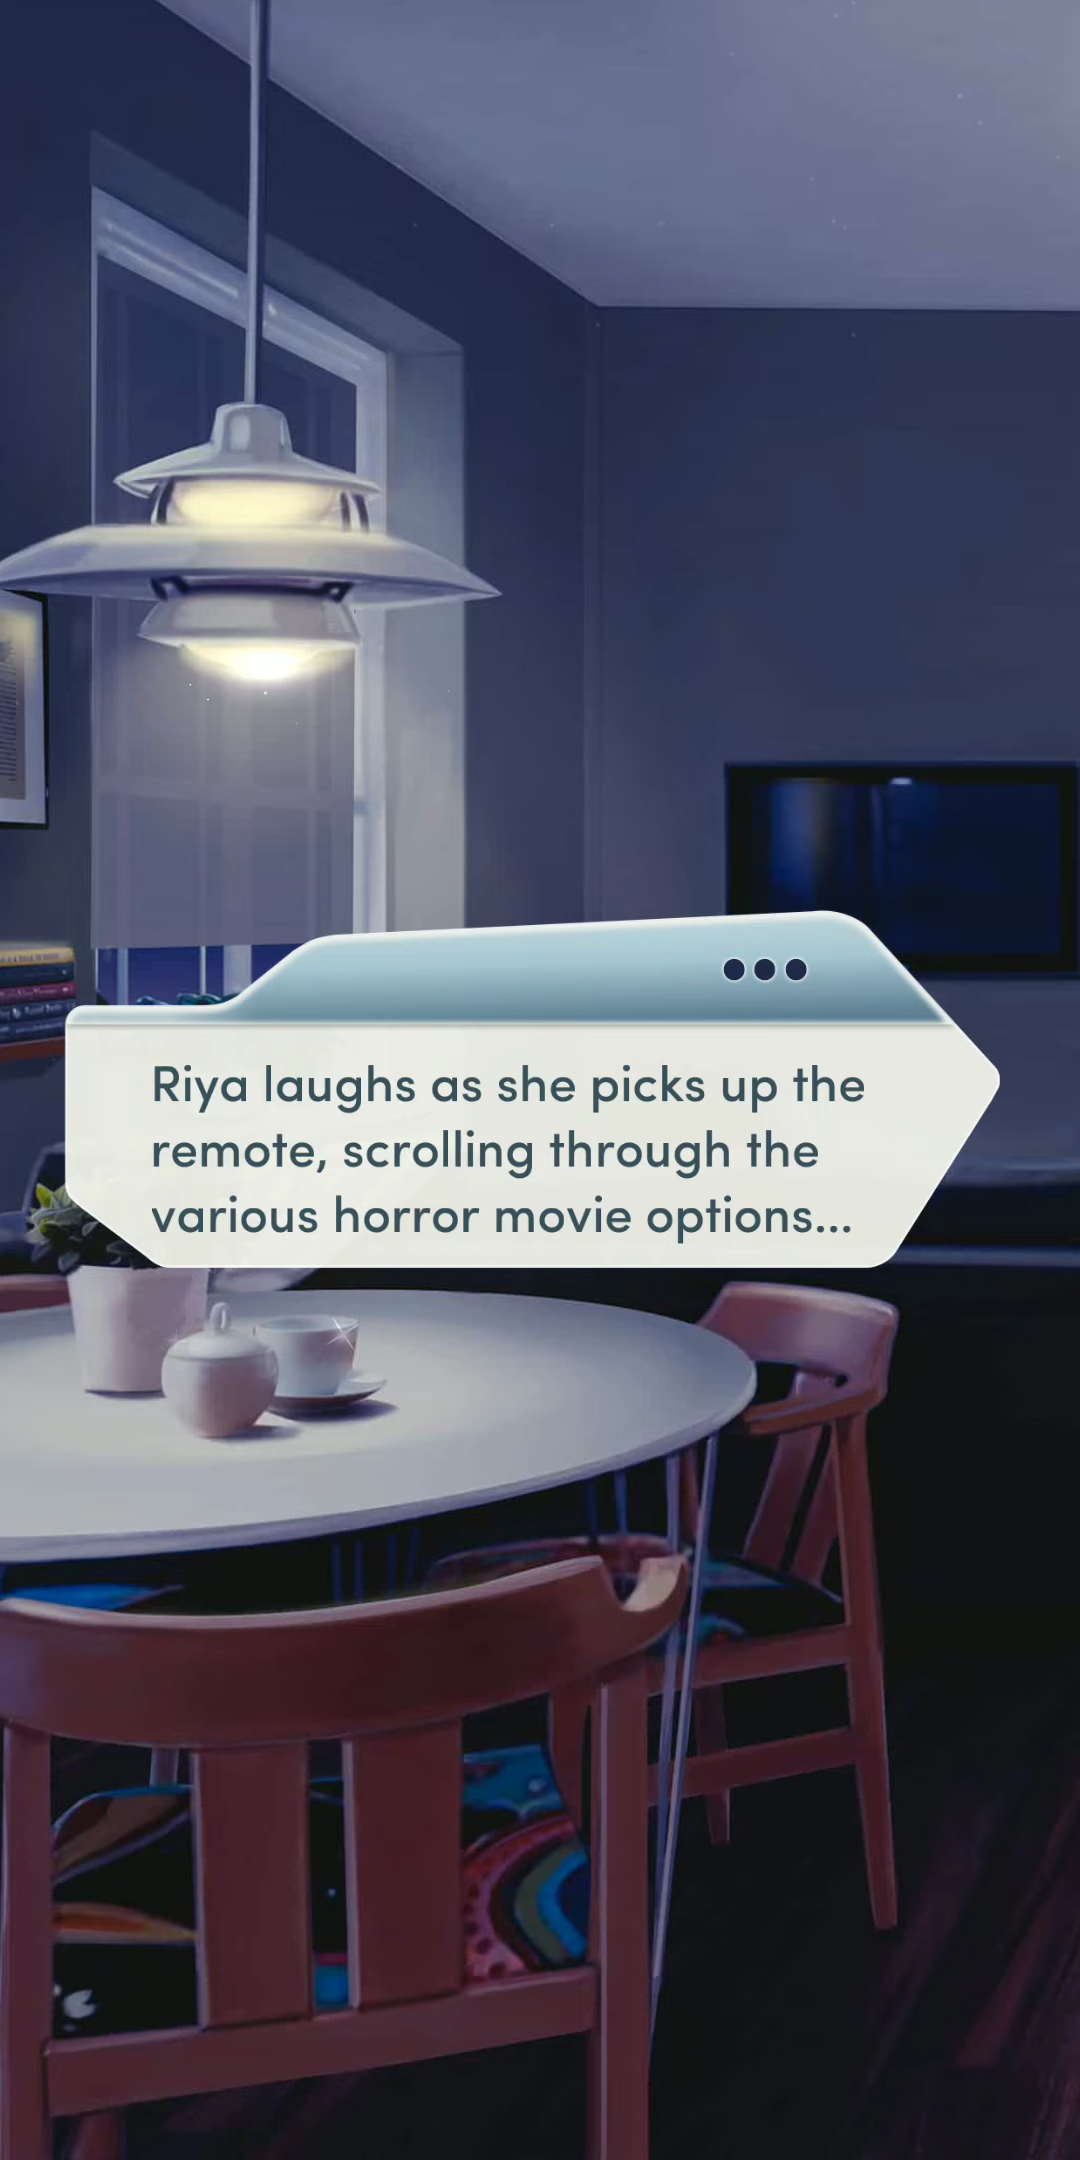 Riya laughs as she picks up the
remote, scrolling through the
various horror movie options...